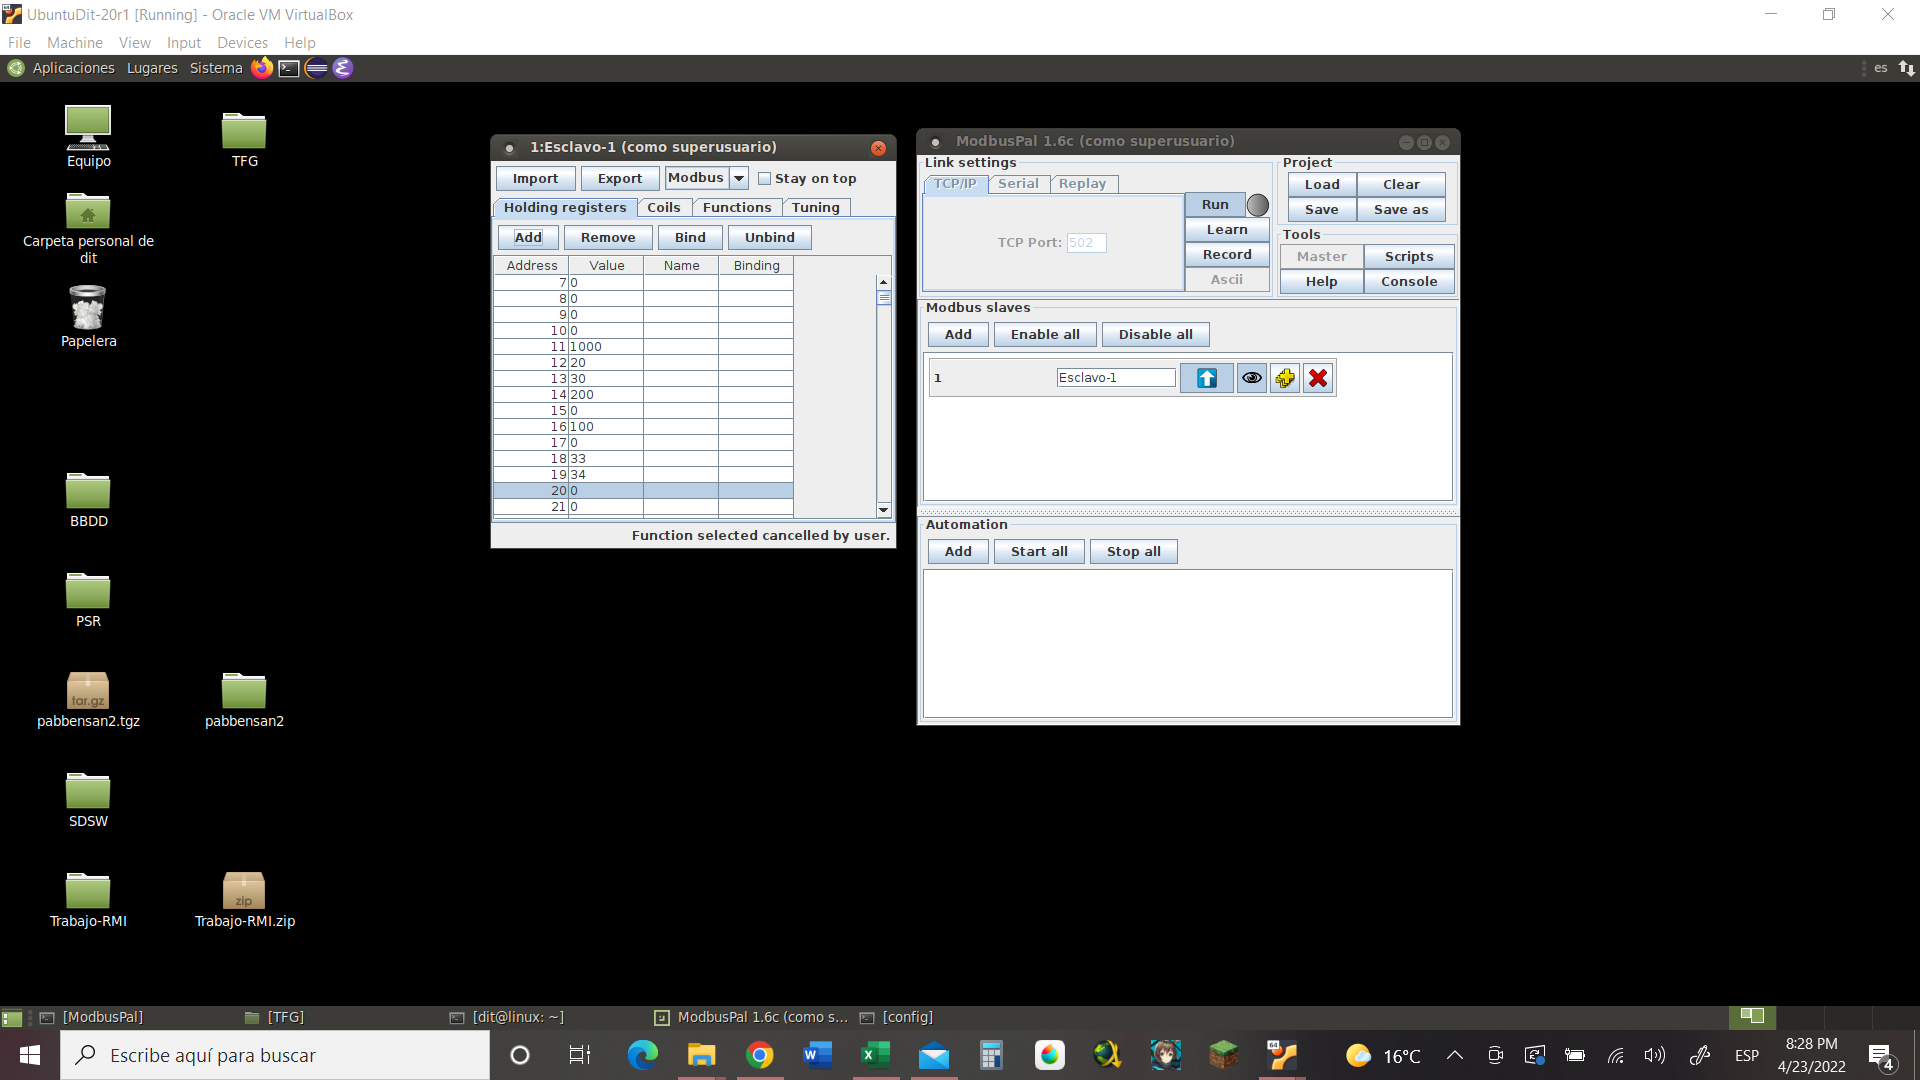 UbuntuDit-20r1 [Running] - Oracle VM VirtualBox
File Machine View Input Devices Help
Aplicaciones Lugares Sistema
es
Equipo
TFG
Carpeta personal de dit
Papelera
BBDD
PSR
tar.gz
pabbensan2.tgz
pabbensan2
SDSW
Trabajo-RMI
zip
Trabajo-RMI.zip
1:Esclavo-1 (como superusuario)
Import Export Modbus Stay on top
Holding registers Coils Functions Tuning
Add Remove Bind Unbind
Address Value Name Binding
7 0
8 0
9 0
10 0
11 1000
12 20
13 30
14 200
15 0
16 100
17 0
18 33
19 34
20 0
21 0
Function selected cancelled by user.
ModbusPal 1.6c (como superusuario)
Link settings
TCP/IP Serial Replay
TCP Port: 502
Run
Learn
Record
Ascii
Project
Load Clear
Save Save as
Tools
Master Scripts
Help Console
Modbus slaves
Add Enable all Disable all
1 Esclavo-1
Automation
Add Start all Stop all
[ModbusPal] [TFG] [dit@linux: ~] ModbusPal 1.6c (como s... [config]
Escribe aquí para buscar
64
16°C
ESP
8:28 PM
4/23/2022
4